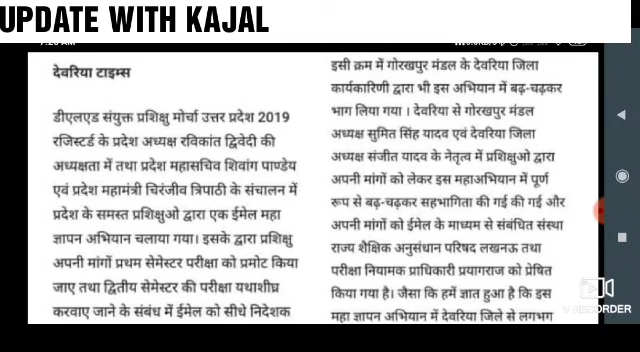 UPDATE WITH KAJAL
देवरिया टाइम्स
डीएलएड संयुक्त प्रशिक्षु मोर्चा उत्तर प्रदेश 2019
रजिस्टर्ड के प्रदेश अध्यक्ष रविकांत द्विवेदी की
अध्यक्षता में तथा प्रदेश महासचिव शिवांग पाण्डेय
एवं प्रदेश महामंत्री चिरंजीव त्रिपाठी के संचालन में
प्रदेश के समस्त प्रशिक्षुओ द्वारा एक ईमेल महा
ज्ञापन अभियान चलाया गया। इसके द्वारा प्रशिक्षु
अपनी मांगों प्रथम सेमेस्टर परीक्षा को प्रमोट किया
जाए तथा द्वितीय सेमेस्टर की परीक्षा यथाशीघ्र
करवाए जाने के संबंध में ईमेल को सीधे निदेशक
इसी क्रम में गोरखपुर मंडल के देवरिया जिला
कार्यकारिणी द्वारा भी इस अभियान में बढ़-चढ़कर
भाग लिया गया । देवरिया से गोरखपुर मंडल
अध्यक्ष सुमित सिंह यादव एवं देवरिया जिला
अध्यक्ष संजीत यादव के नेतृत्व में प्रशिक्षुओ द्वारा
अपनी मांगों को लेकर इस महाअभियान में पूर्ण
रूप से बढ़-चढ़कर सहभागिता की गई की गई और
अपनी मांगों को ईमेल के माध्यम से संबंधित संस्था
राज्य शैक्षिक अनुसंधान परिषद लखनऊ तथा
परीक्षा नियामक प्राधिकारी प्रयागराज को प्रेषित
किया गया है। जैसा कि हमें ज्ञात हुआ है कि इस
महा ज्ञापन अभियान में देवरिया जिले से लगभग
V RECORDER